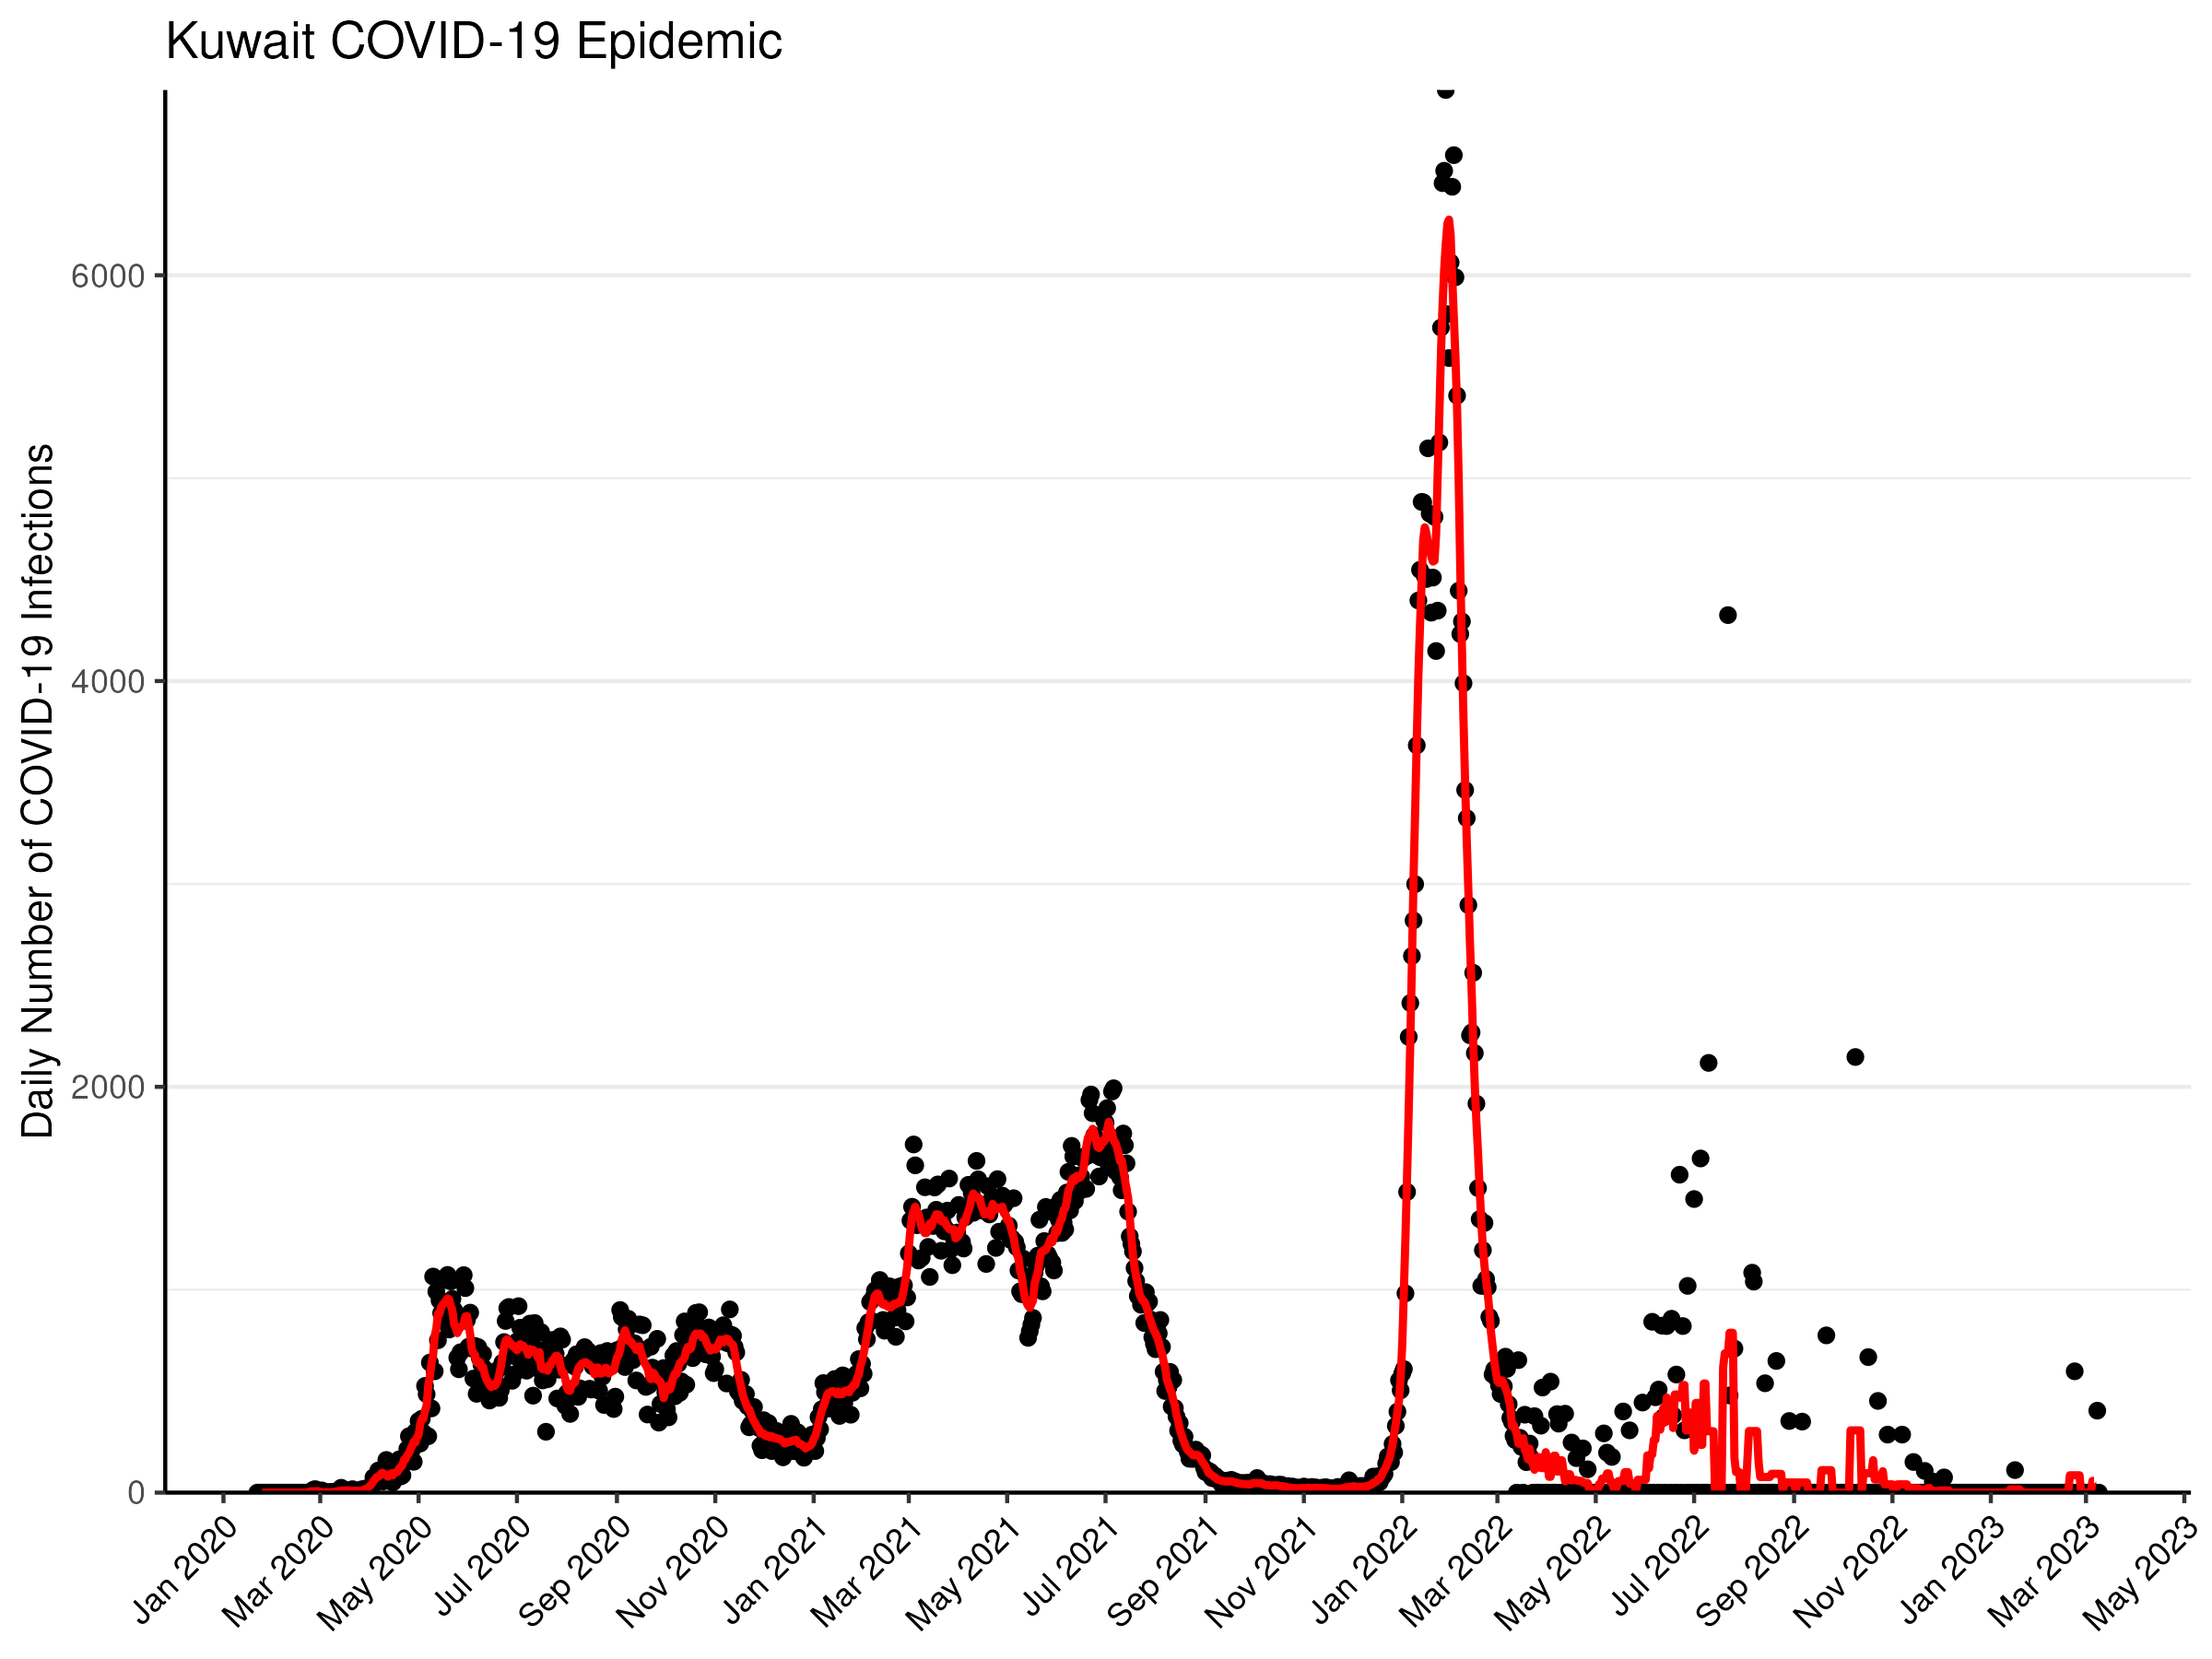 Kuwait COVID-19 Epidemic
Daily Number of COVID-19 Infections
6000
4000
2000
0
Jan 2020
Mar 2020
May 2020
Jul 2020
Sep 2020
Nov 2020
Jan 2021
Mar 2021
May 2021
Jul 2021
Sep 2021
Nov 2021
Jan 2022
Mar 2022
May 2022
Jul 2022
Sep 2022
Nov 2022
Jan 2023
Mar 2023
May 2023